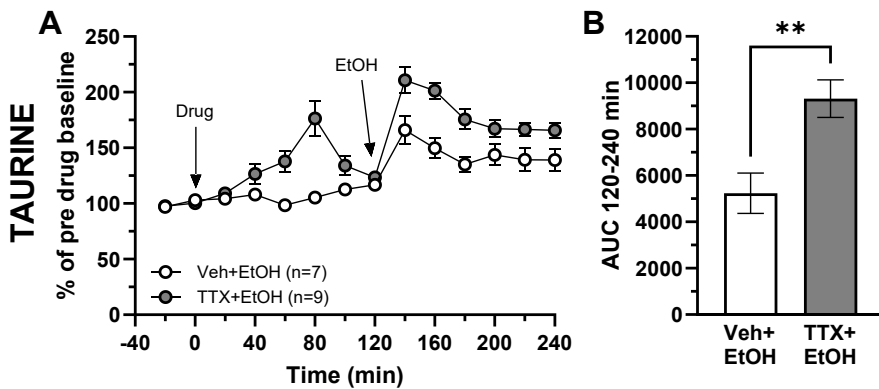 A
TAURINE
% of pre drug baseline
250
200
150
100
50
0
Drug
EtOH
Veh+EtOH (n=7)
TTX+EtOH (n=9)
-40 0 40 80 120 160 200 240
Time (min)
B
AUC 120-240 min
12000
10000
8000
6000
4000
2000
0
**
Veh+ TTX+
EtOH EtOH